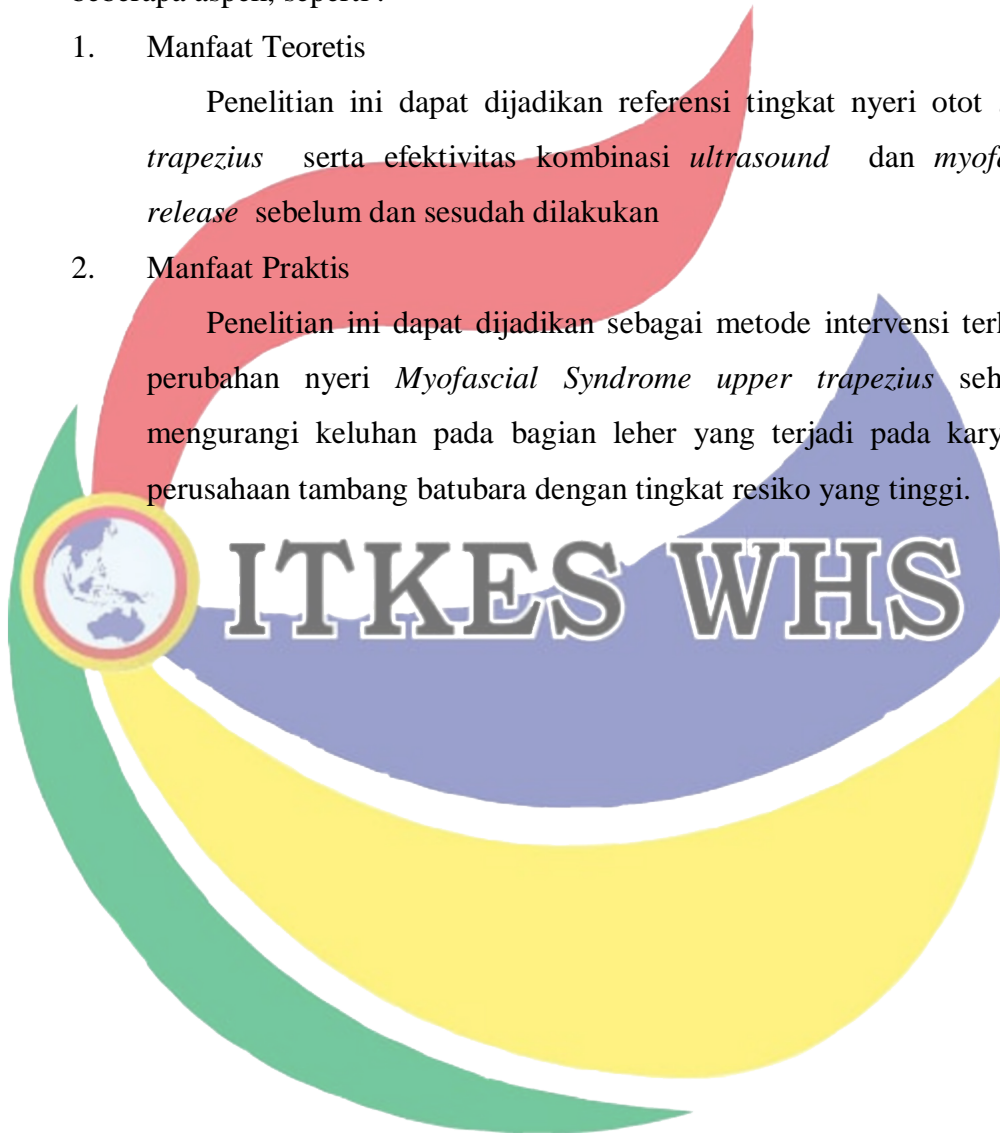 beberapa aspek, seperti :
1. Manfaat Teoretis
Penelitian ini dapat dijadikan referensi tingkat nyeri otot
trapezius serta efektivitas kombinasi ultrasound dan
release sebelum dan sesudah dilakukan
2. Manfaat Praktis
Penelitian ini dapat dijadikan sebagai metode intervensi
perubahan nyeri Myofascial Syndrome upper trapezius
mengurangi keluhan pada bagian leher yang terjadi pada
perusahaan tambang batubara dengan tingkat resiko yang tinggi.
ITKES WHS